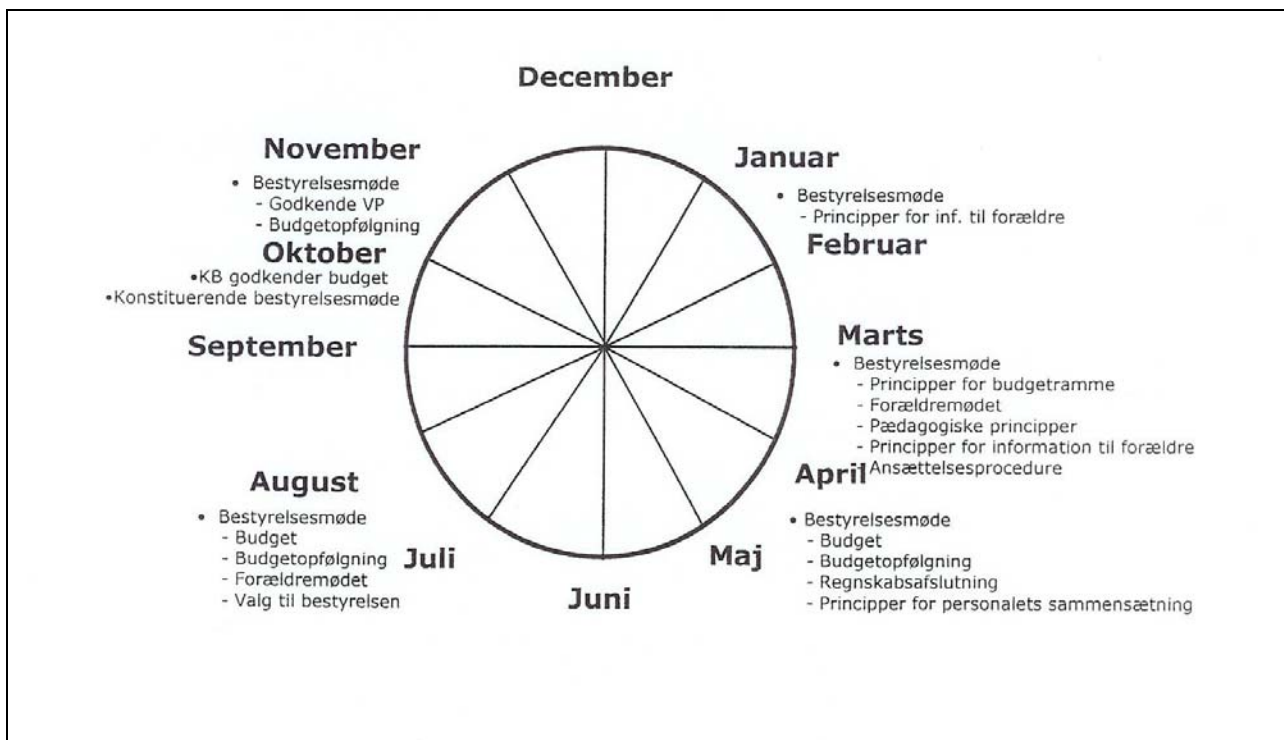 December
Januar
• Bestyrelsesmøde
- Principper for inf. til forældre
Februar
Marts
• Bestyrelsesmøde
- Principper for budgetramme
- Forældremødet
- Pædagogiske principper
- Principper for information til forældre
- Ansættelsesprocedure
April
• Bestyrelsesmøde
- Budget
- Budgetopfølgning
- Regnskabsafslutning
- Principper for personalets sammensætning
Maj
Juni
Juli
August
• Bestyrelsesmøde
- Budget
- Budgetopfølgning
- Forældremødet
- Valg til bestyrelsen
September
Oktober
•KB godkender budget
•Konstituerende bestyrelsesmøde
November
• Bestyrelsesmøde
- Godkende VP
- Budgetopfølgning